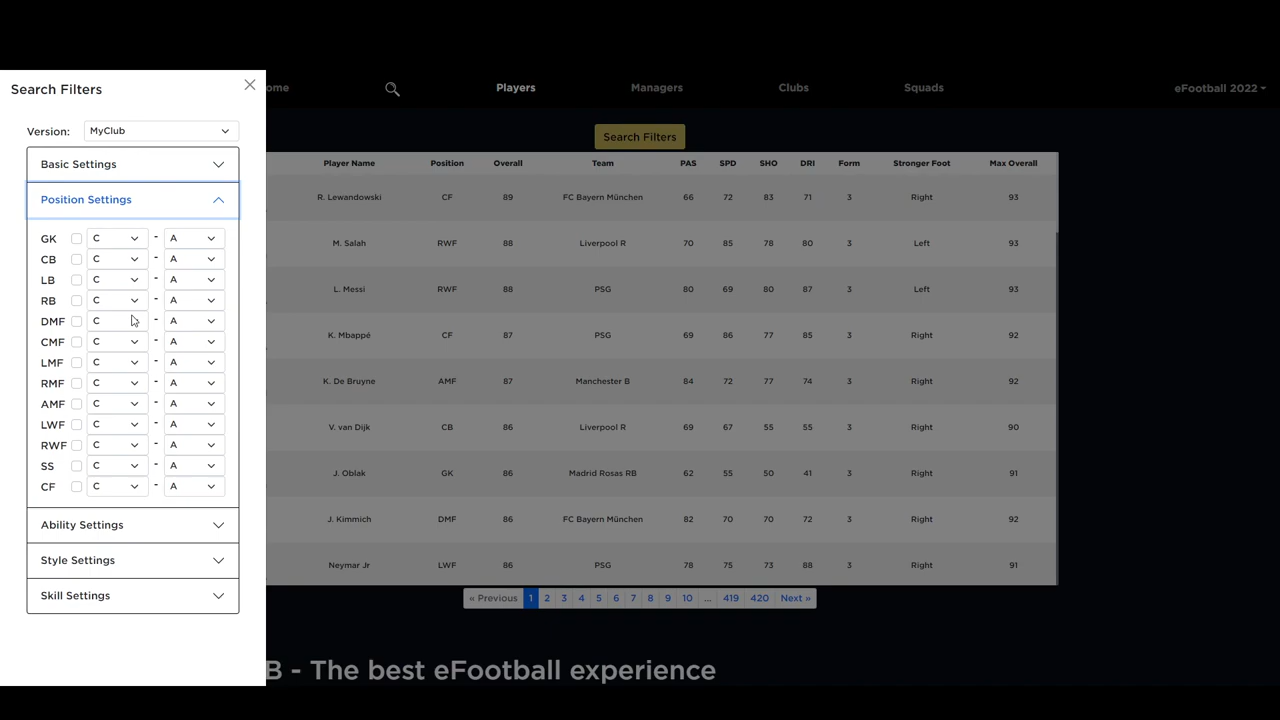 Search Filters
Version: MyClub
Basic Settings
Position Settings
GK C - A
CB C - A
LB C - A
RB C - A
DMF C - A
CMF C - A
LMF C - A
RMF C - A
AMF C - A
LWF C - A
RWF C - A
SS C - A
CF C - A
Ability Settings
Style Settings
Skill Settings
ome Players Managers Clubs Squads eFootball 2022
Search Filters
Player Name Position Overall Team PAS SPD SHO DRI Form Stronger Foot Max Overall
R. Lewandowski CF 89 FC Bayern München 66 72 83 71 3 Right 93
M. Salah RWF 88 Liverpool R 70 85 78 80 3 Left 93
L. Messi RWF 88 PSG 80 69 80 87 3 Left 93
K. Mbappé CF 87 PSG 69 86 77 85 3 Right 92
K. De Bruyne AMF 87 Manchester B 84 72 77 74 3 Right 92
V. van Dijk CB 86 Liverpool R 69 67 55 55 3 Right 90
J. Oblak GK 86 Madrid Rosas RB 62 55 50 41 3 Right 91
J. Kimmich DMF 86 FC Bayern München 82 70 70 72 3 Right 92
Neymar Jr LWF 86 PSG 78 75 73 88 3 Right 91
« Previous 1 2 3 4 5 6 7 8 9 10 ... 419 420 Next »
B - The best eFootball experience